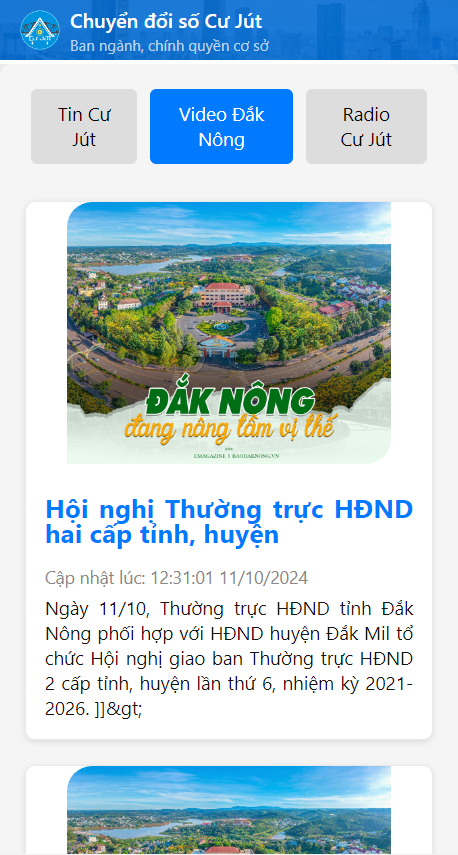 Chuyển đổi số Cư Jút
Ban ngành, chính quyền cơ sở
Tin Cư
Jút
Video Đắk
Nông
Radio
Cư Jút
ĐẮK NÔNG
đang nâng tầm vị thế
EMAGAZINE | BAODAKNONG.VN
Hội nghị Thường trực HĐND
hai cấp tỉnh, huyện
Cập nhật lúc: 12:31:01 11/10/2024
Ngày 11/10, Thường trực HĐND tỉnh Đắk
Nông phối hợp với HĐND huyện Đắk Mil tổ
chức Hội nghị giao ban Thường trực HĐND
2 cấp tỉnh, huyện lần thứ 6, nhiệm kỳ 2021-
2026. ]]&gt;